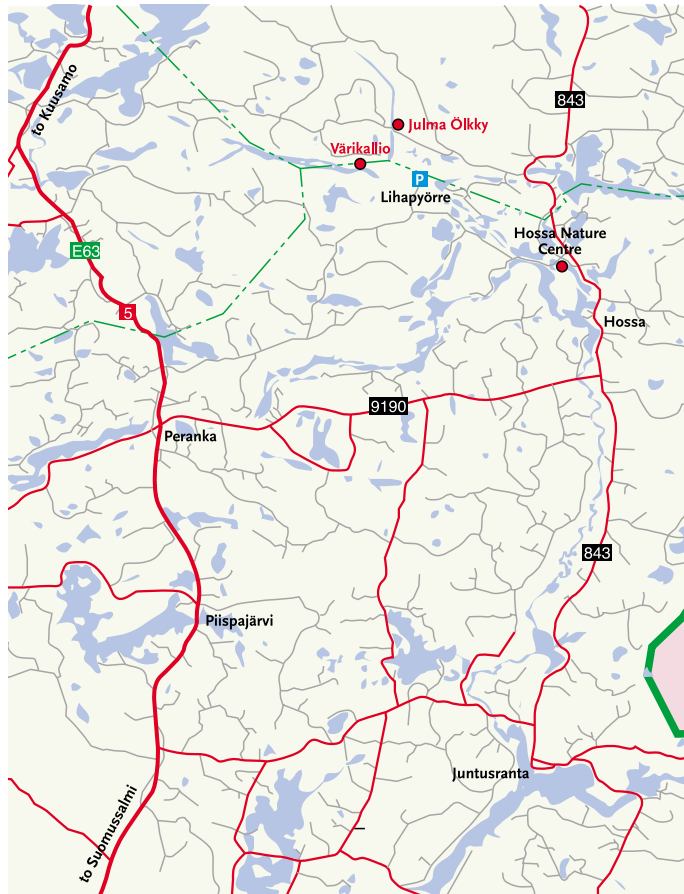 to Kuusamo
843
Julma Ölkky
Värikallio
P
Lihapyörre
Hossa Nature
Centre
E63
5
Hossa
9190
Peranka
843
Piispajärvi
Juntusranta
to Suomussalmi